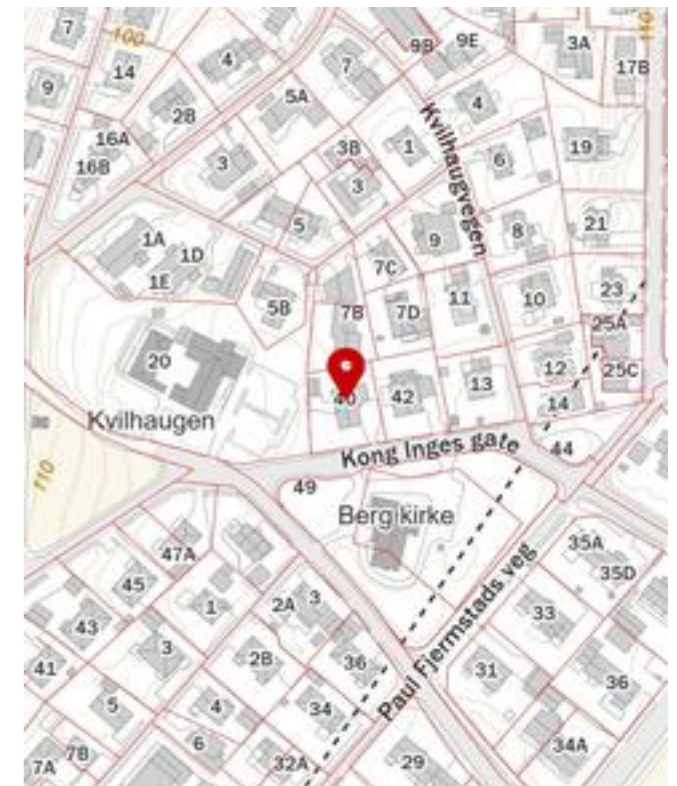 7
100
4
7
9B
9E
3A
110
17B
9
14
2B
5A
4
16A
16B
3
3B
1
Kvilhaugvegen
6
19
3
5
9
8
21
1A
1D
1E
7C
5B
7B
7D
11
10
23
25A
20
40
42
13
12
25C
14
Kvilhaugen
Kong Inges gate
44
110
49
Berg kirke
47A
35A
35D
45
1
2A
3
33
43
3
2B
36
Paul Fjermstads veg
31
36
41
5
4
34
7A
7B
6
32A
29
34A